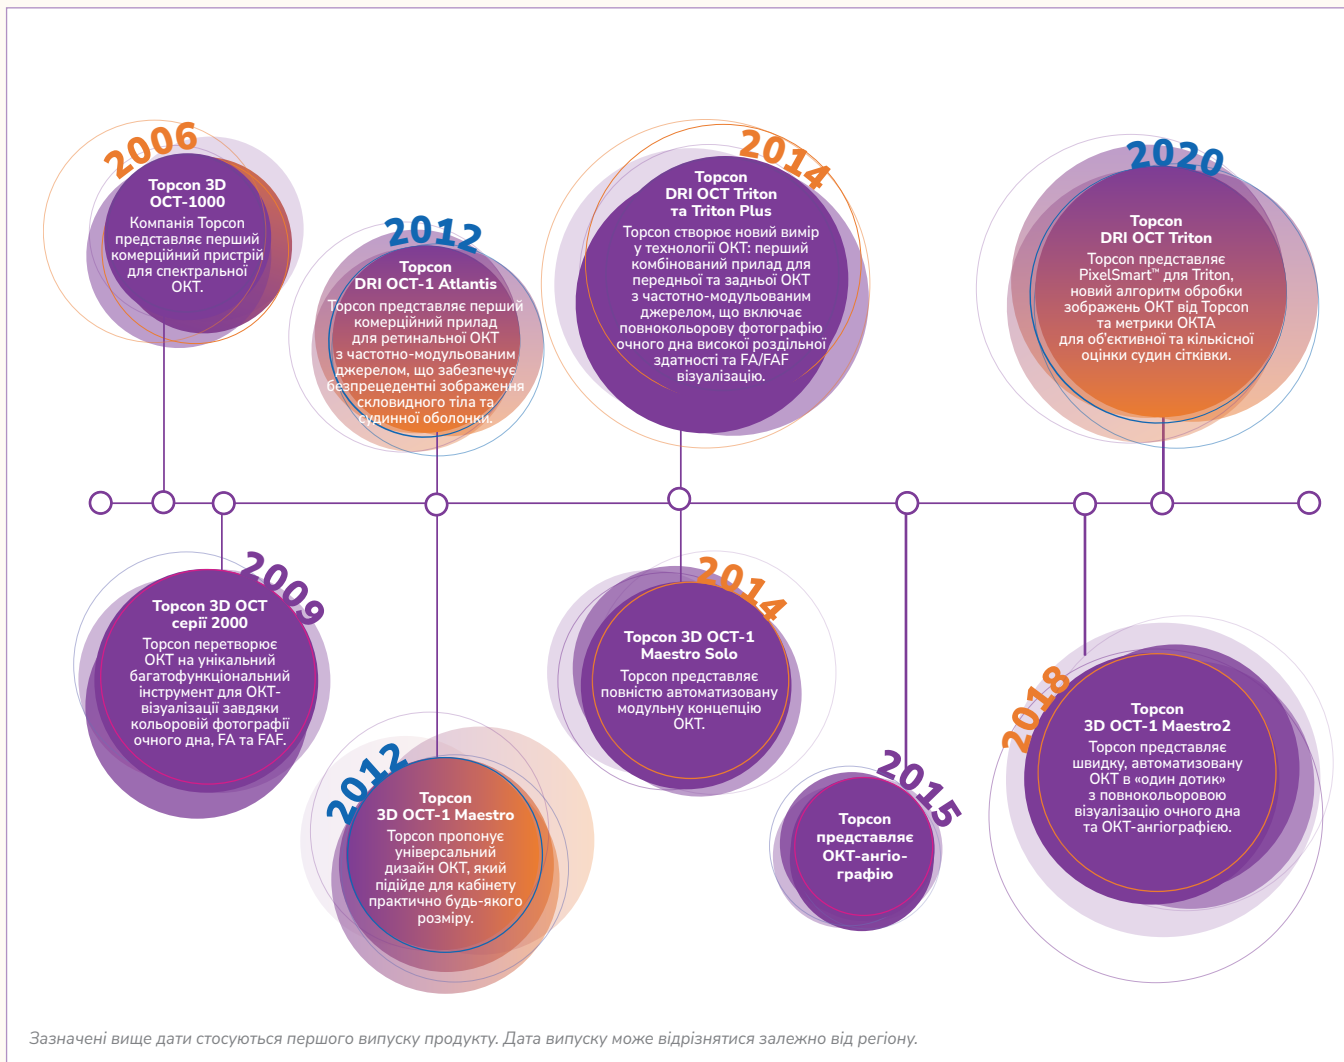 2006
Topcon 3D
OCT-1000
Компанія Topcon
представляє перший
комерційний пристрій
для спектральної
ОКТ.
2012
Topcon
DRI OCT-1 Atlantis
Topcon представляє перший
комерційний прилад
для ретинальної ОКТ
з частотно-модульованим
джерелом, що забезпечує
безпрецедентні зображення
скловидного тіла та
судинної оболонки.
2014
Topcon
DRI OCT Triton
та Triton Plus
Topcon створює новий вимір
у технології ОКТ: перший
комбінований прилад для
передньої та задньої ОКТ
з частотно-модульованим
джерелом, що включає
повнокольорову фотографію
очного дна високої роздільної
здатності та FA/FAF
візуалізацію.
2020
Topcon
DRI OCT Triton
Topcon представляє
PixelSmart™ для Triton,
новий алгоритм обробки
зображень ОКТ від Topcon
та метрики ОКТА
для об'єктивної та кількісної
оцінки судин сітківки.
2009
Topcon 3D OCT
серії 2000
Topcon перетворює
ОКТ на унікальний
багатофункціональний
інструмент для ОКТ-
візуалізації завдяки
кольоровій фотографії
очного дна, FA та FAF.
2012
Topcon
3D OCT-1 Maestro
Topcon пропонує
універсальний
дизайн ОКТ, який
підійде для кабінету
практично будь-якого
розміру.
2014
Topcon 3D OCT-1
Maestro Solo
Topcon представляє
повністю автоматизовану
модульну концепцію
ОКТ.
2015
Topcon
представляє
ОКТ-ангіо-
графію
2018
Topcon
3D OCT-1 Maestro2
Topcon представляє
швидку, автоматизовану
ОКТ в «один дотик»
з повнокольоровою
візуалізацію очного дна
та ОКТ-ангіографією.
Зазначені вище дати стосуються першого випуску продукту. Дата випуску може відрізнятися залежно від регіону.